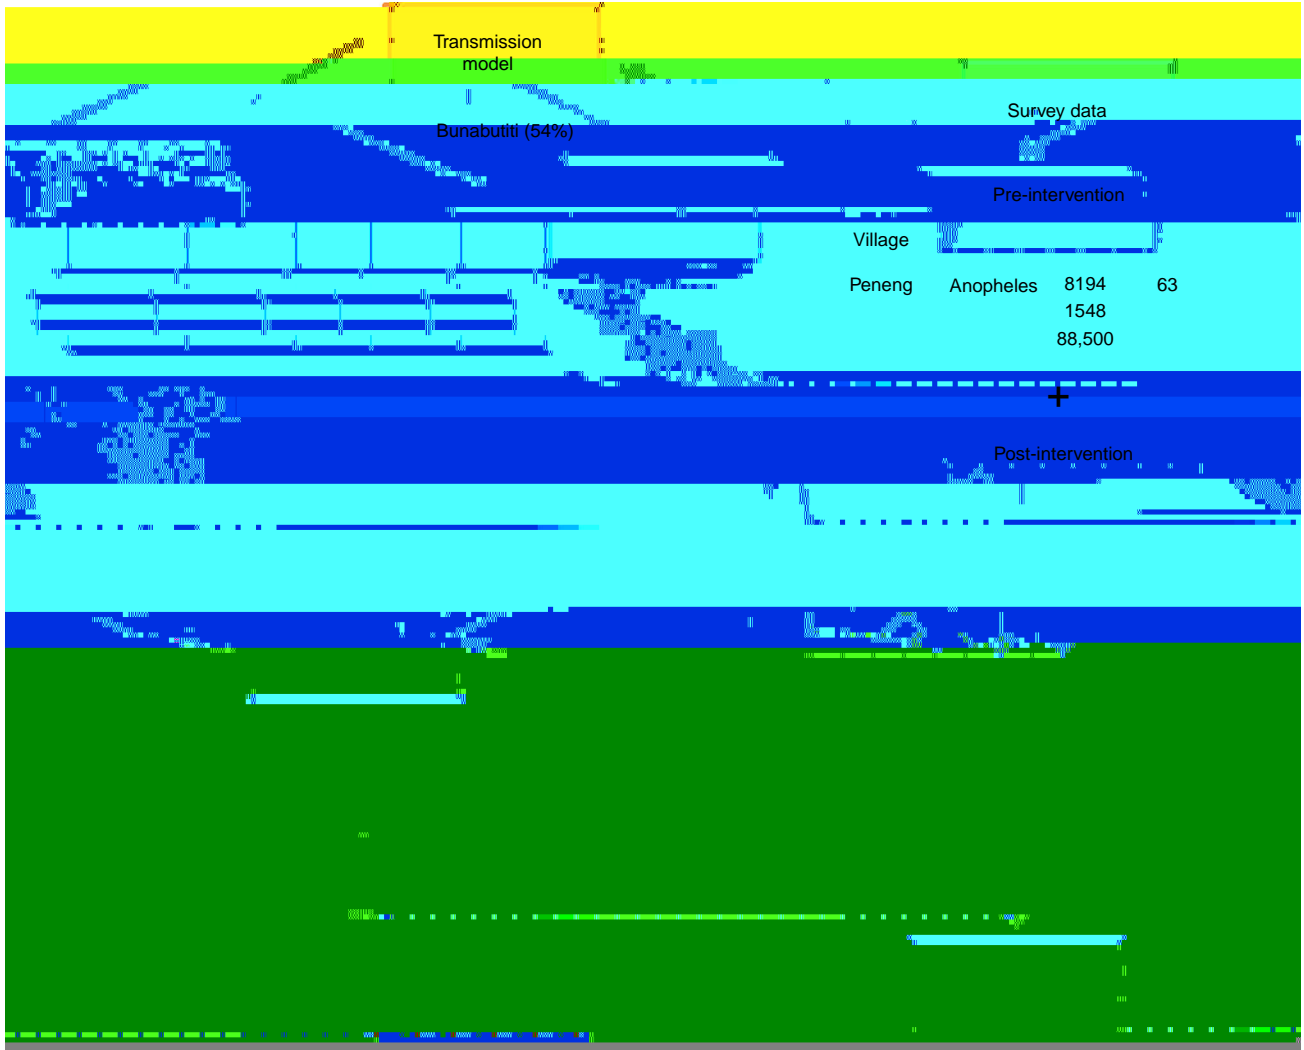 Transmission
model
Survey data
Bunabutiti (54%)
Pre-intervention
Village
Peneng Anopheles 8194 63
1548
88,500
+
Post-intervention